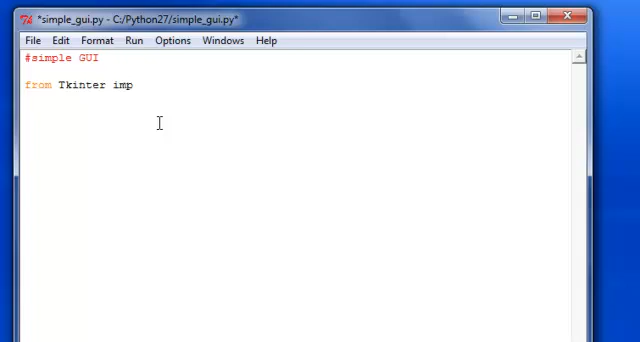 *simple_gui.py - C:/Python27/simple_gui.py*
File Edit Format Run Options Windows Help
#simple GUI
from Tkinter imp